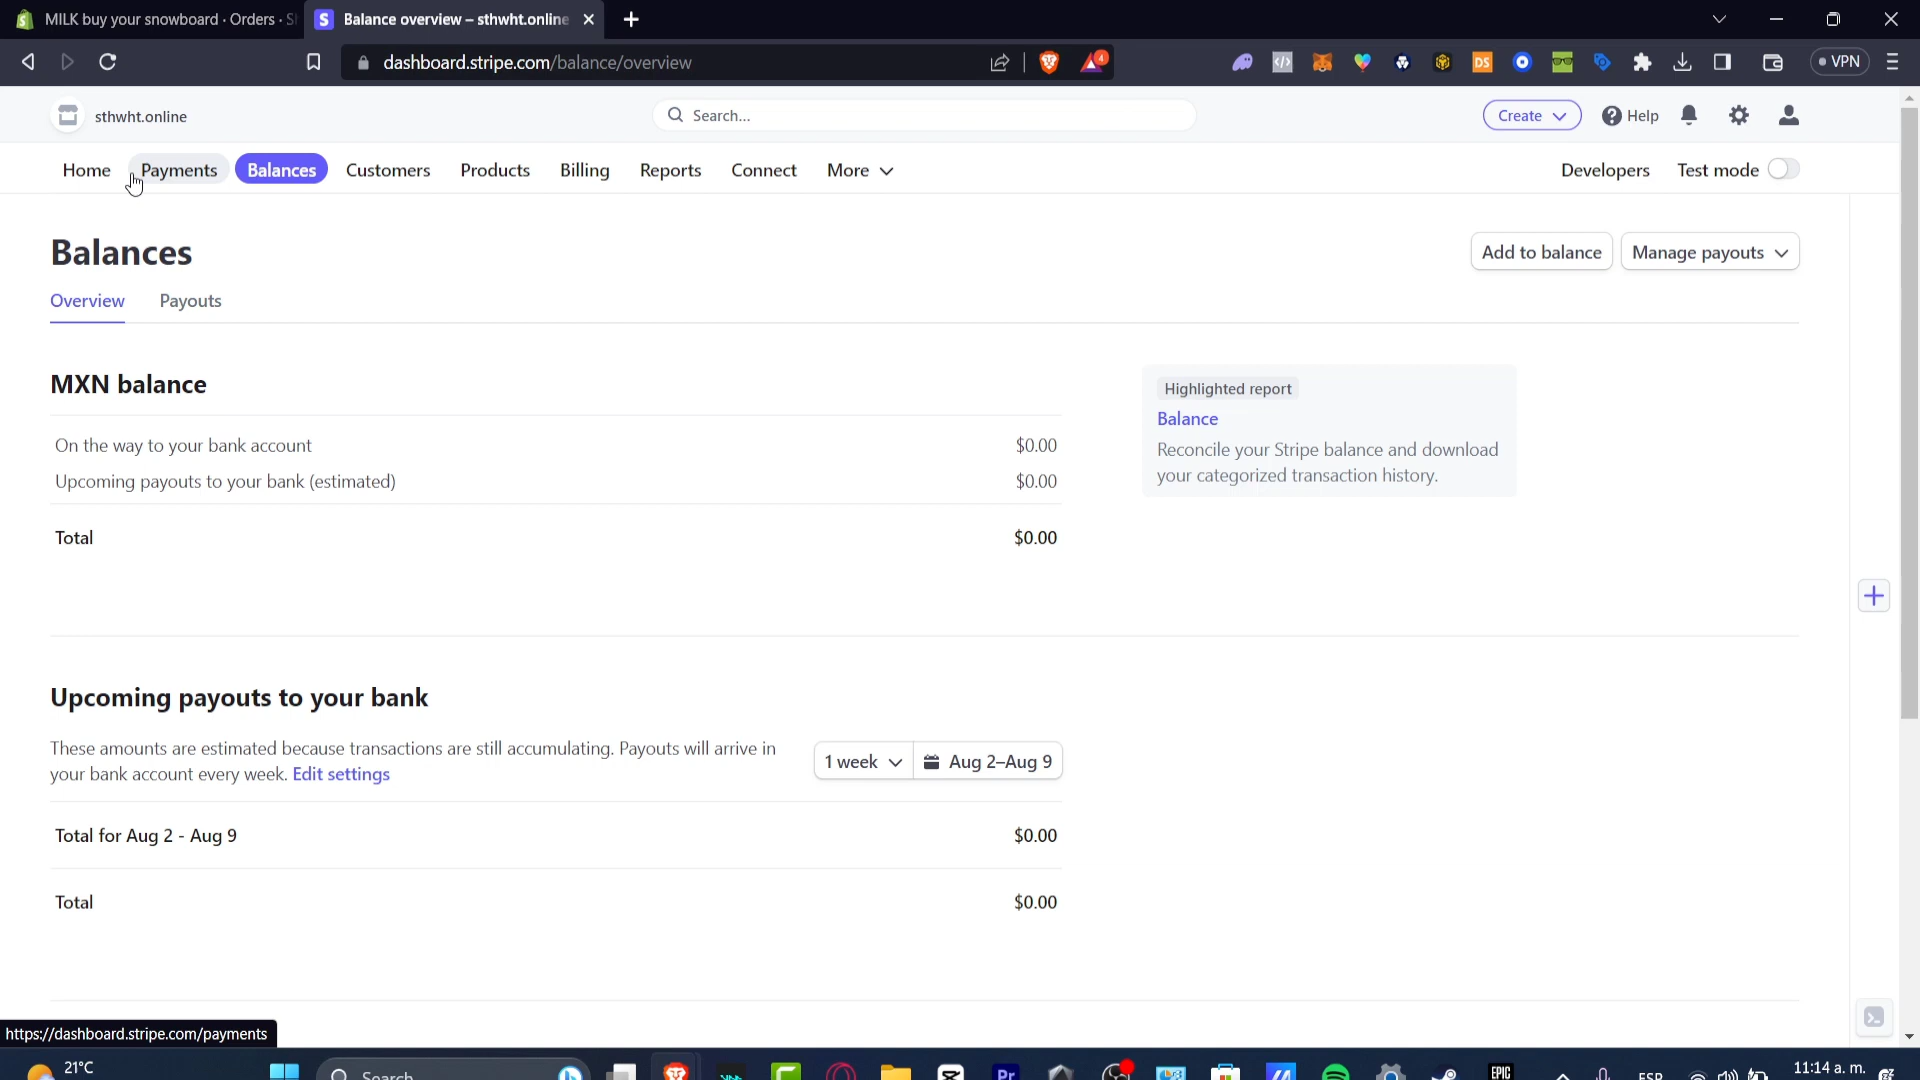 MILK buy your snowboard · Orders · S
Balance overview – sthwht.online
dashboard.stripe.com/balance/overview
4
DS
VPN
sthwht.online
Search...
Create
Help
Home
Payments
Balances
Customers
Products
Billing
Reports
Connect
More
Developers
Test mode
Balances
Add to balance
Manage payouts
Overview
Payouts
MXN balance
On the way to your bank account
$0.00
Upcoming payouts to your bank (estimated)
$0.00
Total
$0.00
Highlighted report
Balance
Reconcile your Stripe balance and download
your categorized transaction history.
Upcoming payouts to your bank
These amounts are estimated because transactions are still accumulating. Payouts will arrive in
your bank account every week. Edit settings
1 week
Aug 2–Aug 9
Total for Aug 2 - Aug 9
$0.00
Total
$0.00
https://dashboard.stripe.com/payments
21°C
Search
Pr
EPIC
ESP
11:14 a. m.